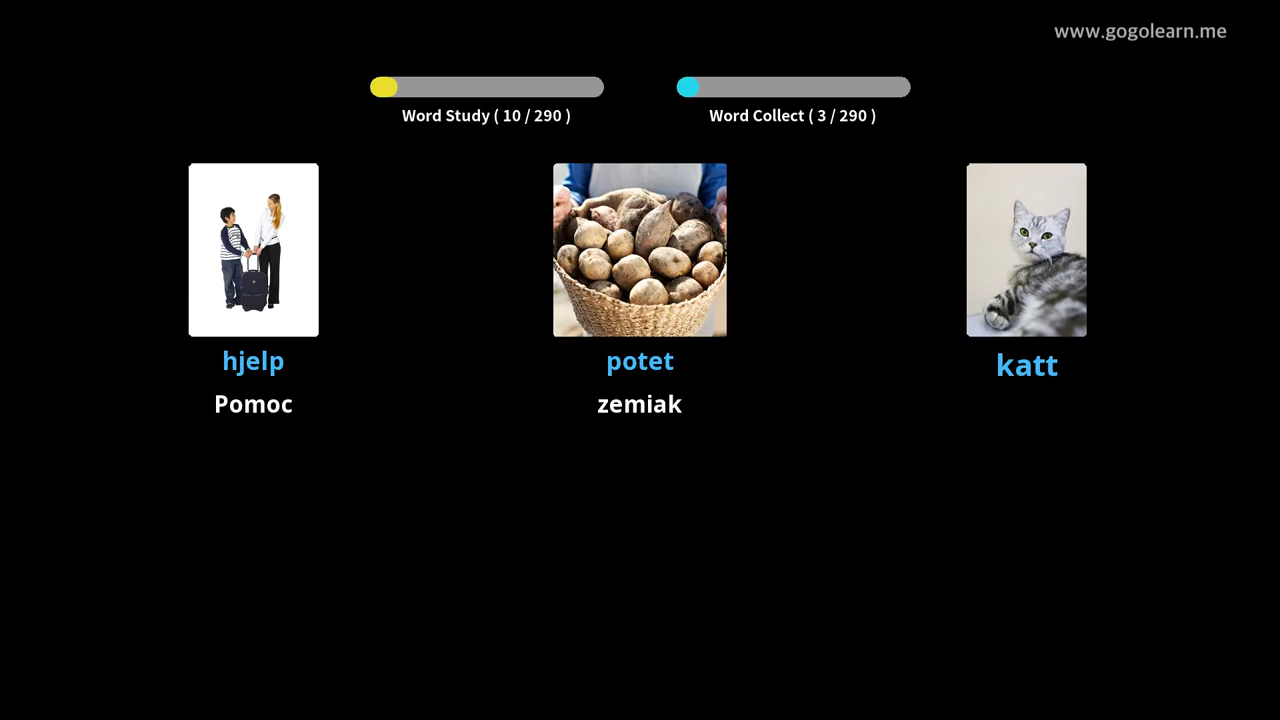 www.gogolearn.me
Word Study ( 10 / 290 )
Word Collect ( 3 / 290 )
hjelp
potet
katt
Pomoc
zemiak